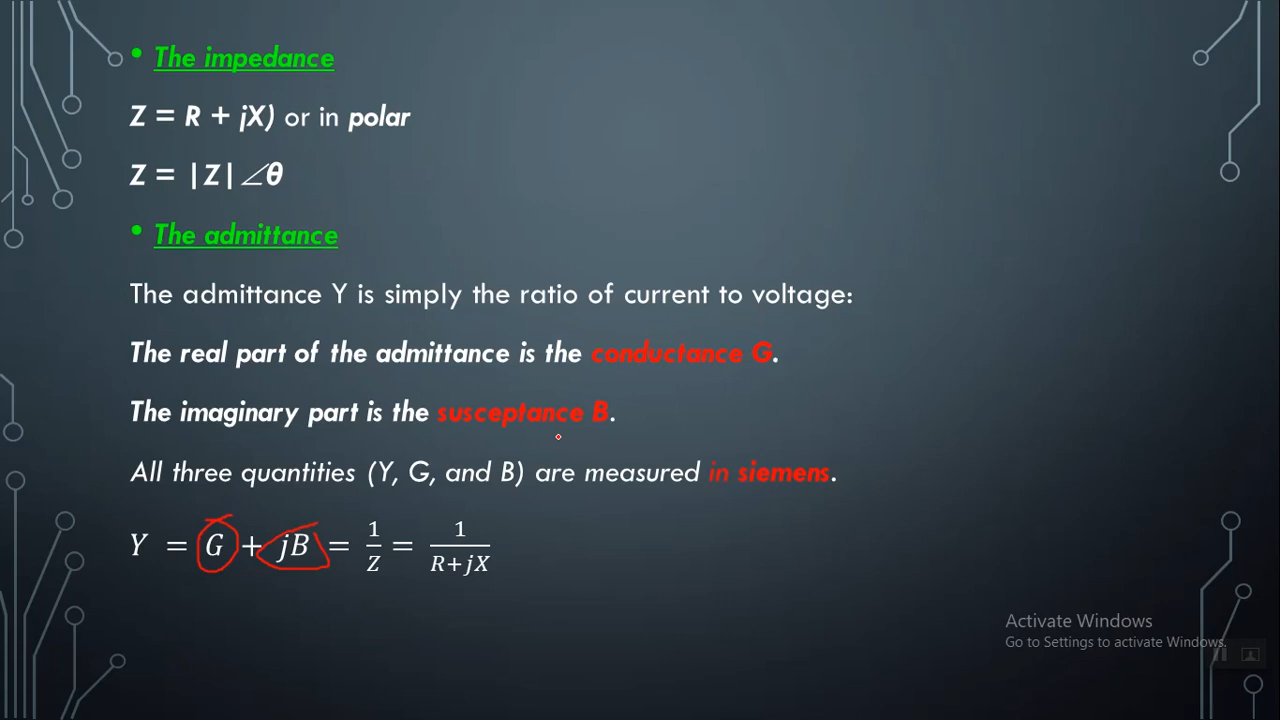 • The impedance
Z = R + jX) or in polar
Z = |Z|∠θ
• The admittance
The admittance Y is simply the ratio of current to voltage:
The real part of the admittance is the conductance G.
The imaginary part is the susceptance B.
All three quantities (Y, G, and B) are measured in siemens.
Y = G + jB = 1/Z = 1/(R+jX)
Activate Windows
Go to Settings to activate Windows.